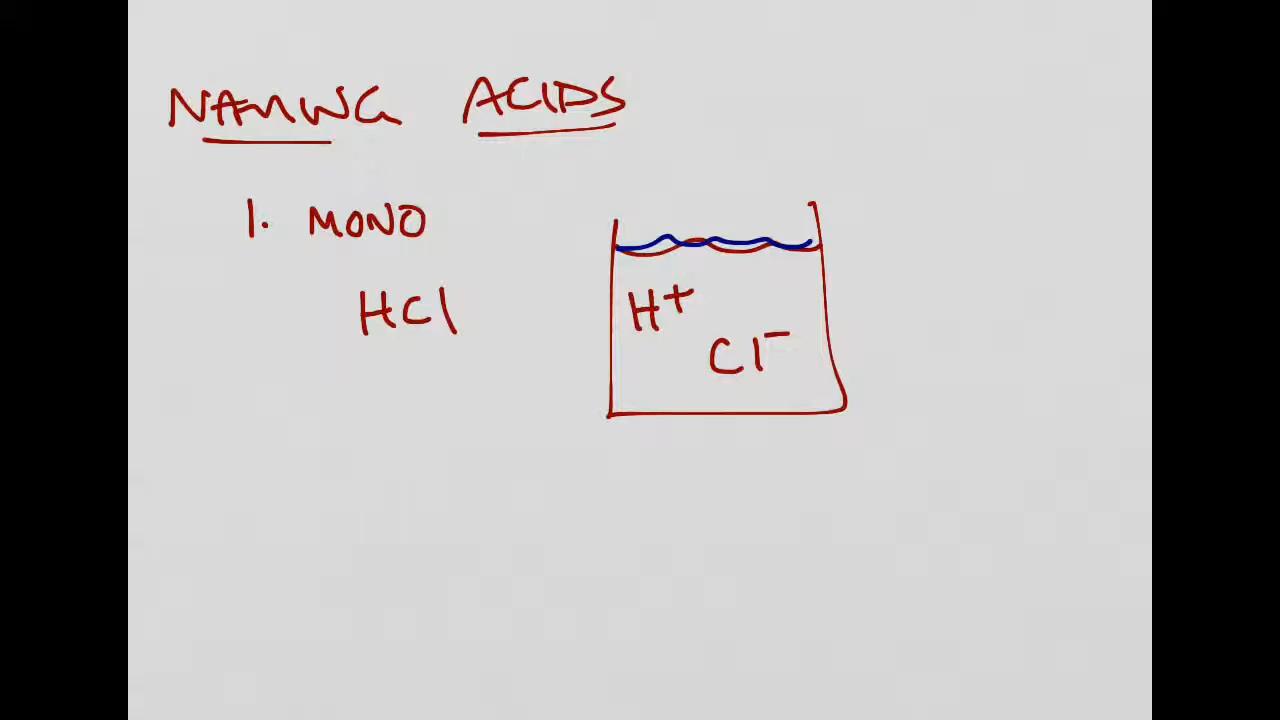 NAMING ACIDS
1. MONO
HCl
H+
Cl-